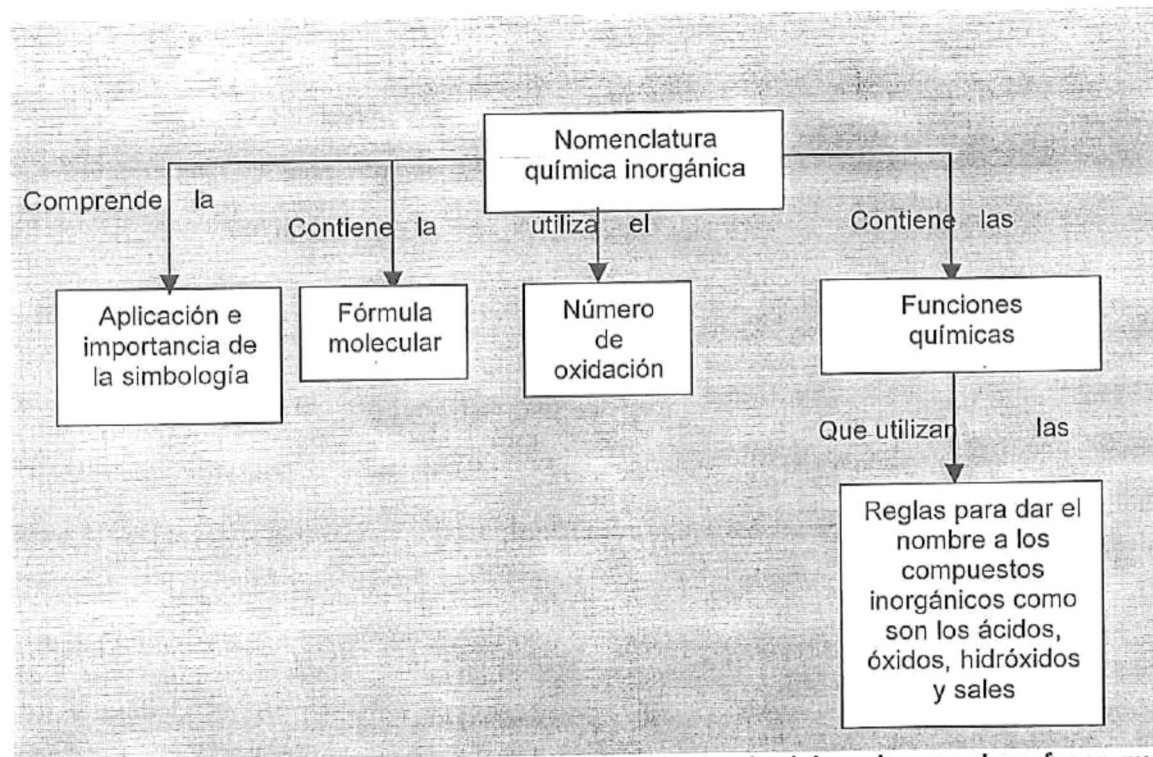 Nomenclatura
química inorgánica
Comprende la
Contiene la
utiliza el
Contiene las
Aplicación e
importancia de
la simbología
Fórmula
molecular
Número
de
oxidación
Funciones
químicas
Que utilizan las
Reglas para dar el
nombre a los
compuestos
inorgánicos como
son los ácidos,
óxidos, hidróxidos
y sales